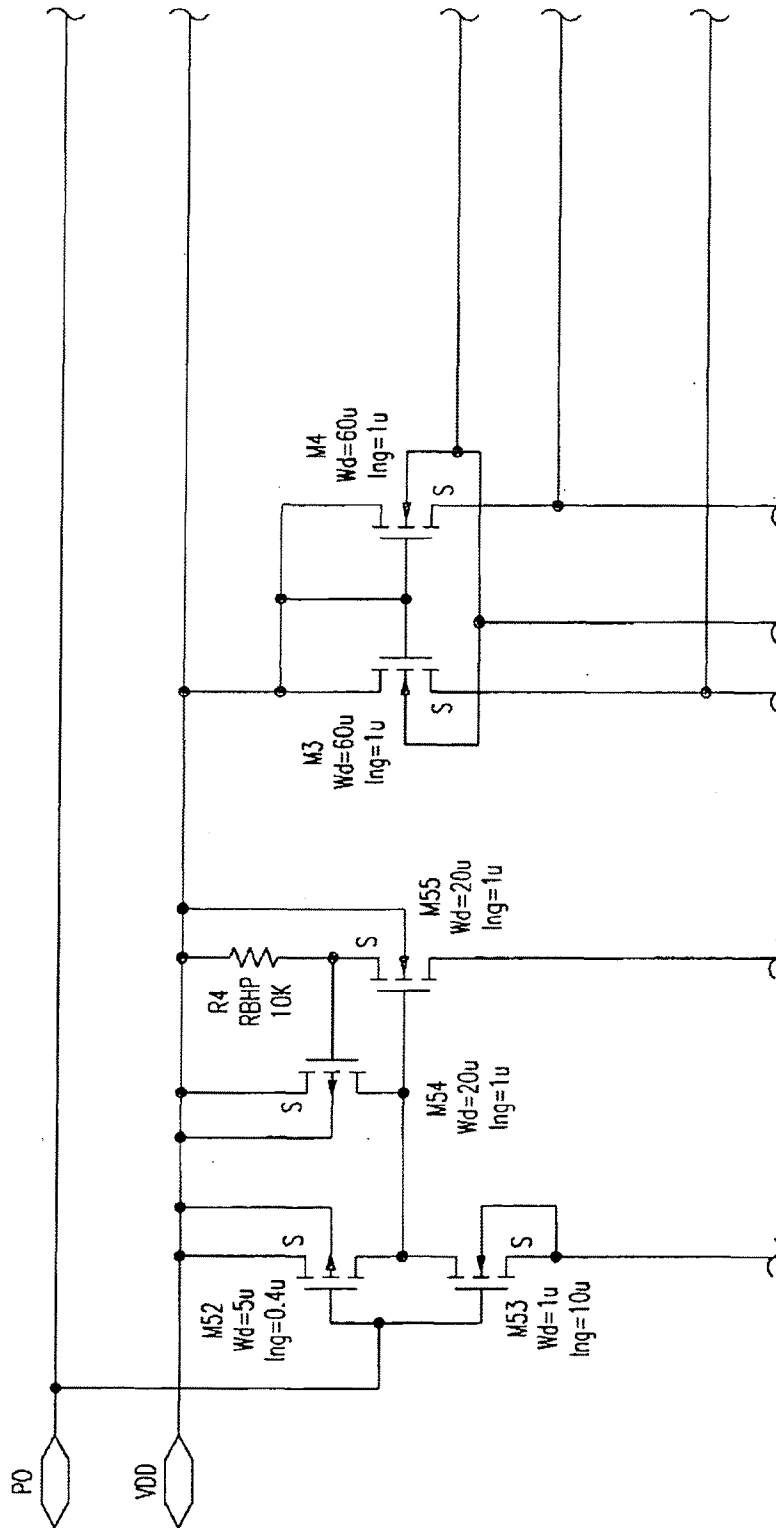 PO
VDD
M52
Wd=5u
lng=0.4u
S
M53
Wd=1u
lng=10u
S
S
M54
Wd=20u
lng=1u
R4
RBHP
10K
S
M55
Wd=20u
lng=1u
M3
Wd=60u
lng=1u
S
M4
Wd=60u
lng=1u
S